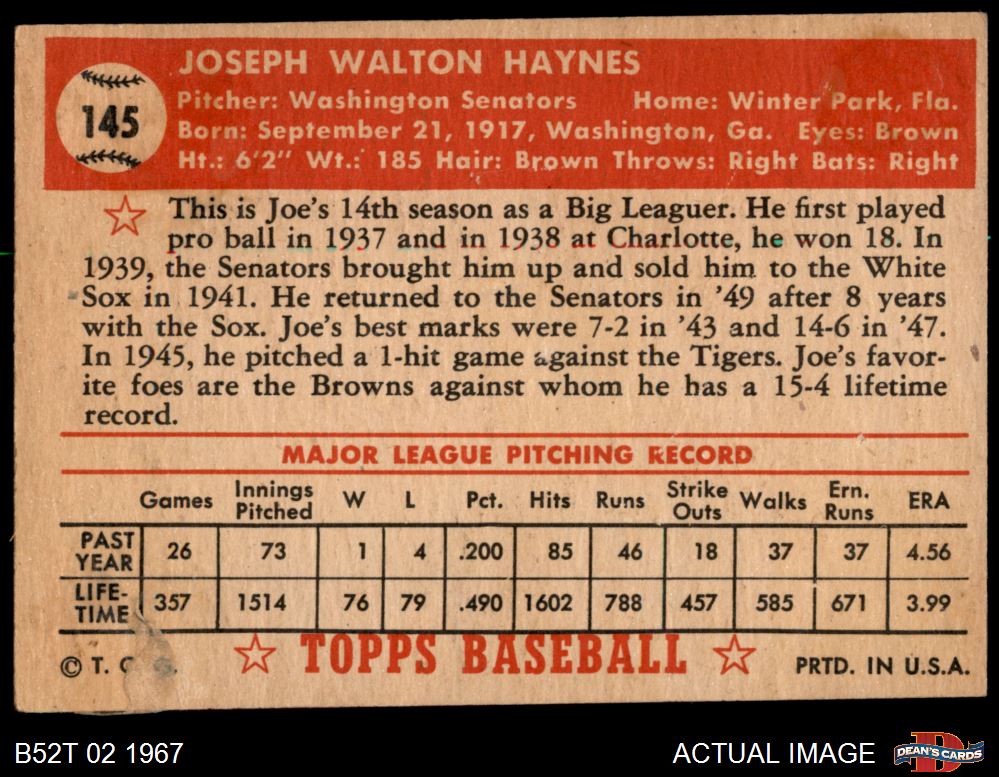 JOSEPH WALTON HAYNES
145
Pitcher: Washington Senators Home: Winter Park, Fla.
Born: September 21, 1917, Washington, Ga. Eyes: Brown
Ht.: 6'2" Wt.: 185 Hair: Brown Throws: Right Bats: Right
This is Joe's 14th season as a Big Leaguer. He first played
pro ball in 1937 and in 1938 at Charlotte, he won 18. In
1939, the Senators brought him up and sold him to the White
Sox in 1941. He returned to the Senators in '49 after 8 years
with the Sox. Joe's best marks were 7-2 in '43 and 14-6 in '47.
In 1945, he pitched a 1-hit game against the Tigers. Joe's favor-
ite foes are the Browns against whom he has a 15-4 lifetime
record.
MAJOR LEAGUE PITCHING RECORD
Games Innings Pitched W L Pct. Hits Runs Strike Outs Walks Ern. Runs ERA
PAST YEAR 26 73 1 4 .200 85 46 18 37 37 4.56
LIFE-TIME 357 1514 76 79 .490 1602 788 457 585 671 3.99
© T. C
TOPPS BASEBALL
PRTD. IN U.S.A.
B52T 02 1967
ACTUAL IMAGE
DEAN'S CARDS